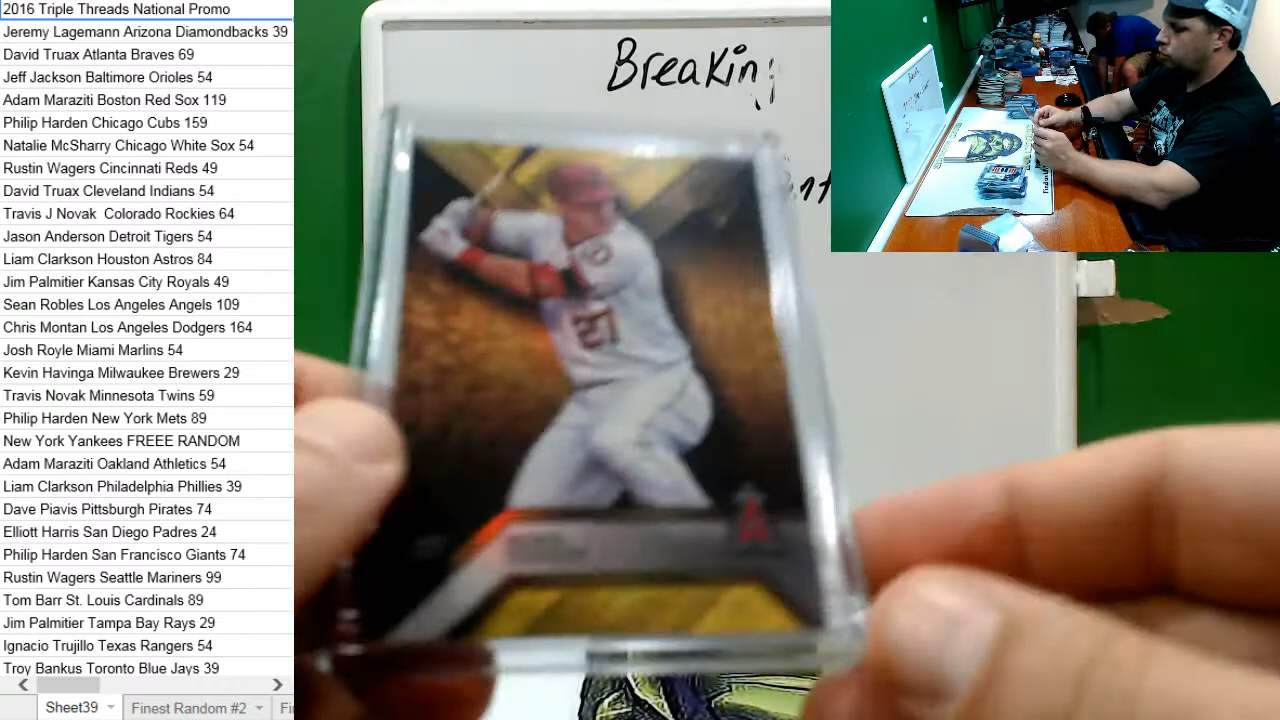 2016 Triple Threads National Promo
Jeremy Lagemann Arizona Diamondbacks 39
David Truax Atlanta Braves 69
Jeff Jackson Baltimore Orioles 54
Adam Maraziti Boston Red Sox 119
Philip Harden Chicago Cubs 159
Natalie McSharry Chicago White Sox 54
Rustin Wagers Cincinnati Reds 49
David Truax Cleveland Indians 54
Travis J Novak Colorado Rockies 64
Jason Anderson Detroit Tigers 54
Liam Clarkson Houston Astros 84
Jim Palmitier Kansas City Royals 49
Sean Robles Los Angeles Angels 109
Chris Montan Los Angeles Dodgers 164
Josh Royle Miami Marlins 54
Kevin Havinga Milwaukee Brewers 29
Travis Novak Minnesota Twins 59
Philip Harden New York Mets 89
New York Yankees FREEE RANDOM
Adam Maraziti Oakland Athletics 54
Liam Clarkson Philadelphia Phillies 39
Dave Piavis Pittsburgh Pirates 74
Elliott Harris San Diego Padres 24
Philip Harden San Francisco Giants 74
Rustin Wagers Seattle Mariners 99
Tom Barr St. Louis Cardinals 89
Jim Palmitier Tampa Bay Rays 29
Ignacio Trujillo Texas Rangers 54
Troy Bankus Toronto Blue Jays 39
Sheet39
Finest Random #2
Fi
Breakin
27
A